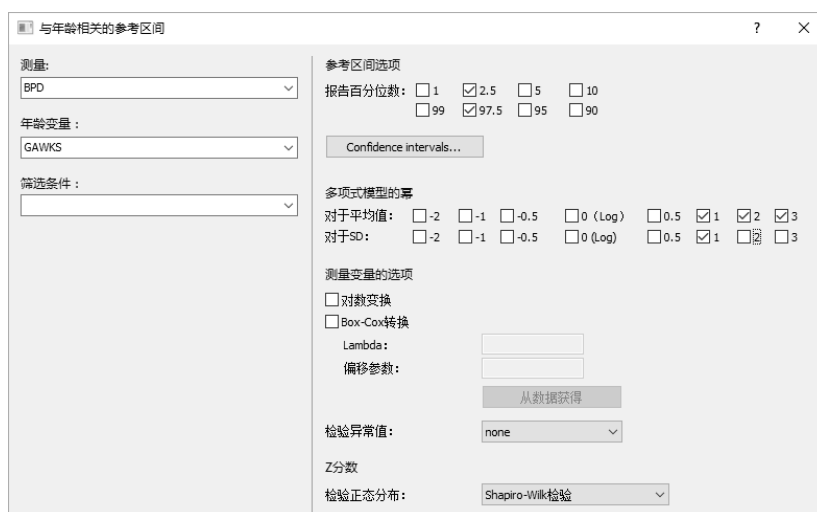 与年龄相关的参考区间 ?
测量:
BPD
年龄变量：
GAWKS
筛选条件：
参考区间选项
报告百分位数： 1 2.5 5 10
99 97.5 95 90
Confidence intervals...
多项式模型的幂
对于平均值： -2 -1 -0.5 0（Log） 0.5 1 2 3
对于SD： -2 -1 -0.5 0 (Log) 0.5 1 2 3
测量变量的选项
对数变换
Box-Cox转换
Lambda：
偏移参数：
从数据获得
检验异常值： none
Z分数
检验正态分布： Shapiro-Wilk检验